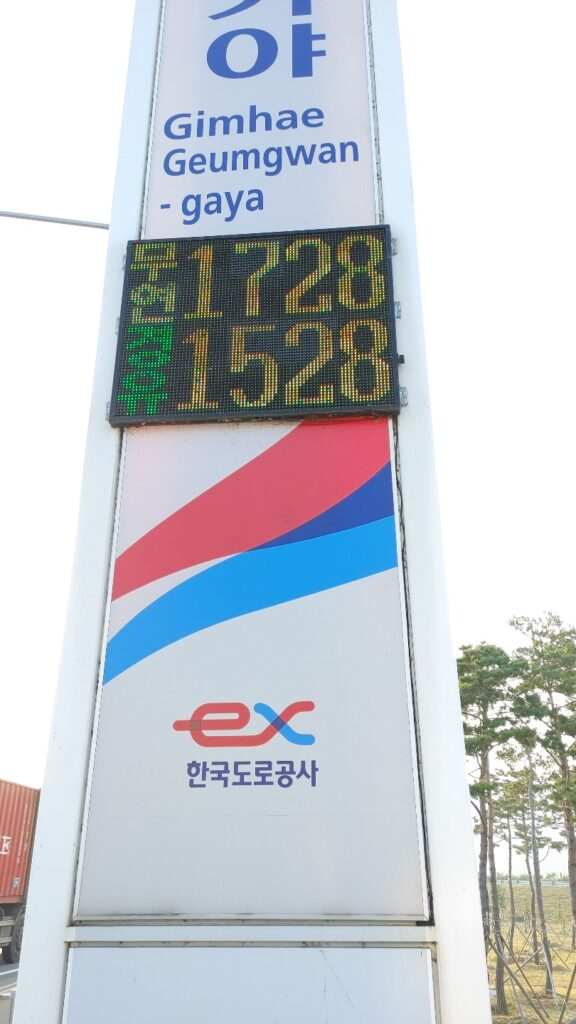 야
Gimhae
Geumgwan
- gaya
무연 1728
경유 1528
ex
한국도로공사
E